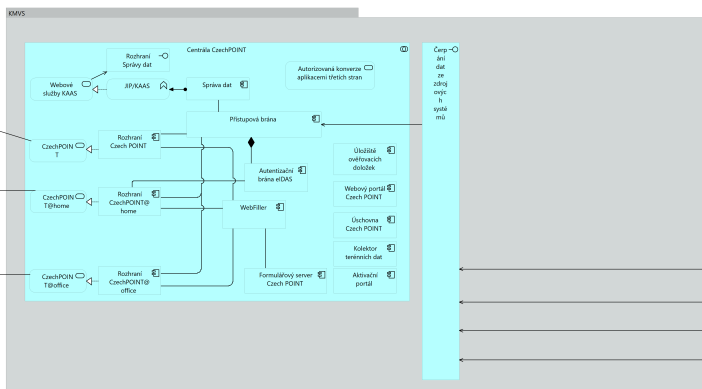 KMVS
Centrála CzechPOINT
Rozhraní
Správy dat
Webové
služby KAAS
JIP/KAAS
Správa dat
Autorizovaná konverze
aplikacemi třetích stran
Přístupová brána
CzechPOIN
T
Rozhraní
Czech POINT
Autentizační
brána eIDAS
Úložiště
ověřovacích
doložek
CzechPOIN
T@home
Rozhraní
CzechPOINT@
home
WebFiller
Webový portál
Czech POINT
Úschovna
Czech POINT
Kolektor
terénních dat
CzechPOIN
T@office
Rozhraní
CzechPOINT@
office
Formulářový server
Czech POINT
Aktivační
portál
Čerp
ání
dat
ze
zdroj
ovýc
h
systé
mů